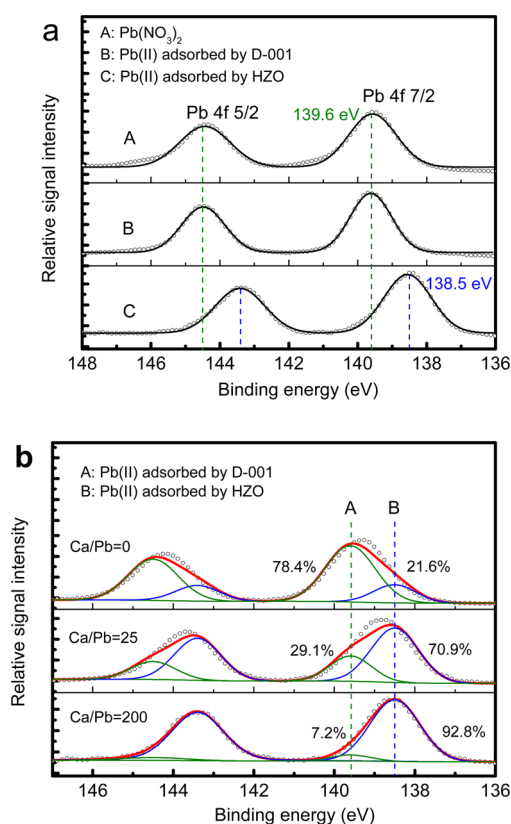 a
A: Pb(NO₃)₂
B: Pb(II) adsorbed by D-001
C: Pb(II) adsorbed by HZO
Pb 4f 5/2
Pb 4f 7/2
139.6 eV
A
B
C
138.5 eV
Relative signal intensity
148 146 144 142 140 138 136
Binding energy (eV)
b
A: Pb(II) adsorbed by D-001
B: Pb(II) adsorbed by HZO
A B
Ca/Pb=0
78.4% 21.6%
Ca/Pb=25
29.1% 70.9%
Ca/Pb=200
7.2% 92.8%
Relative signal intensity
146 144 142 140 138 136
Binding energy (eV)